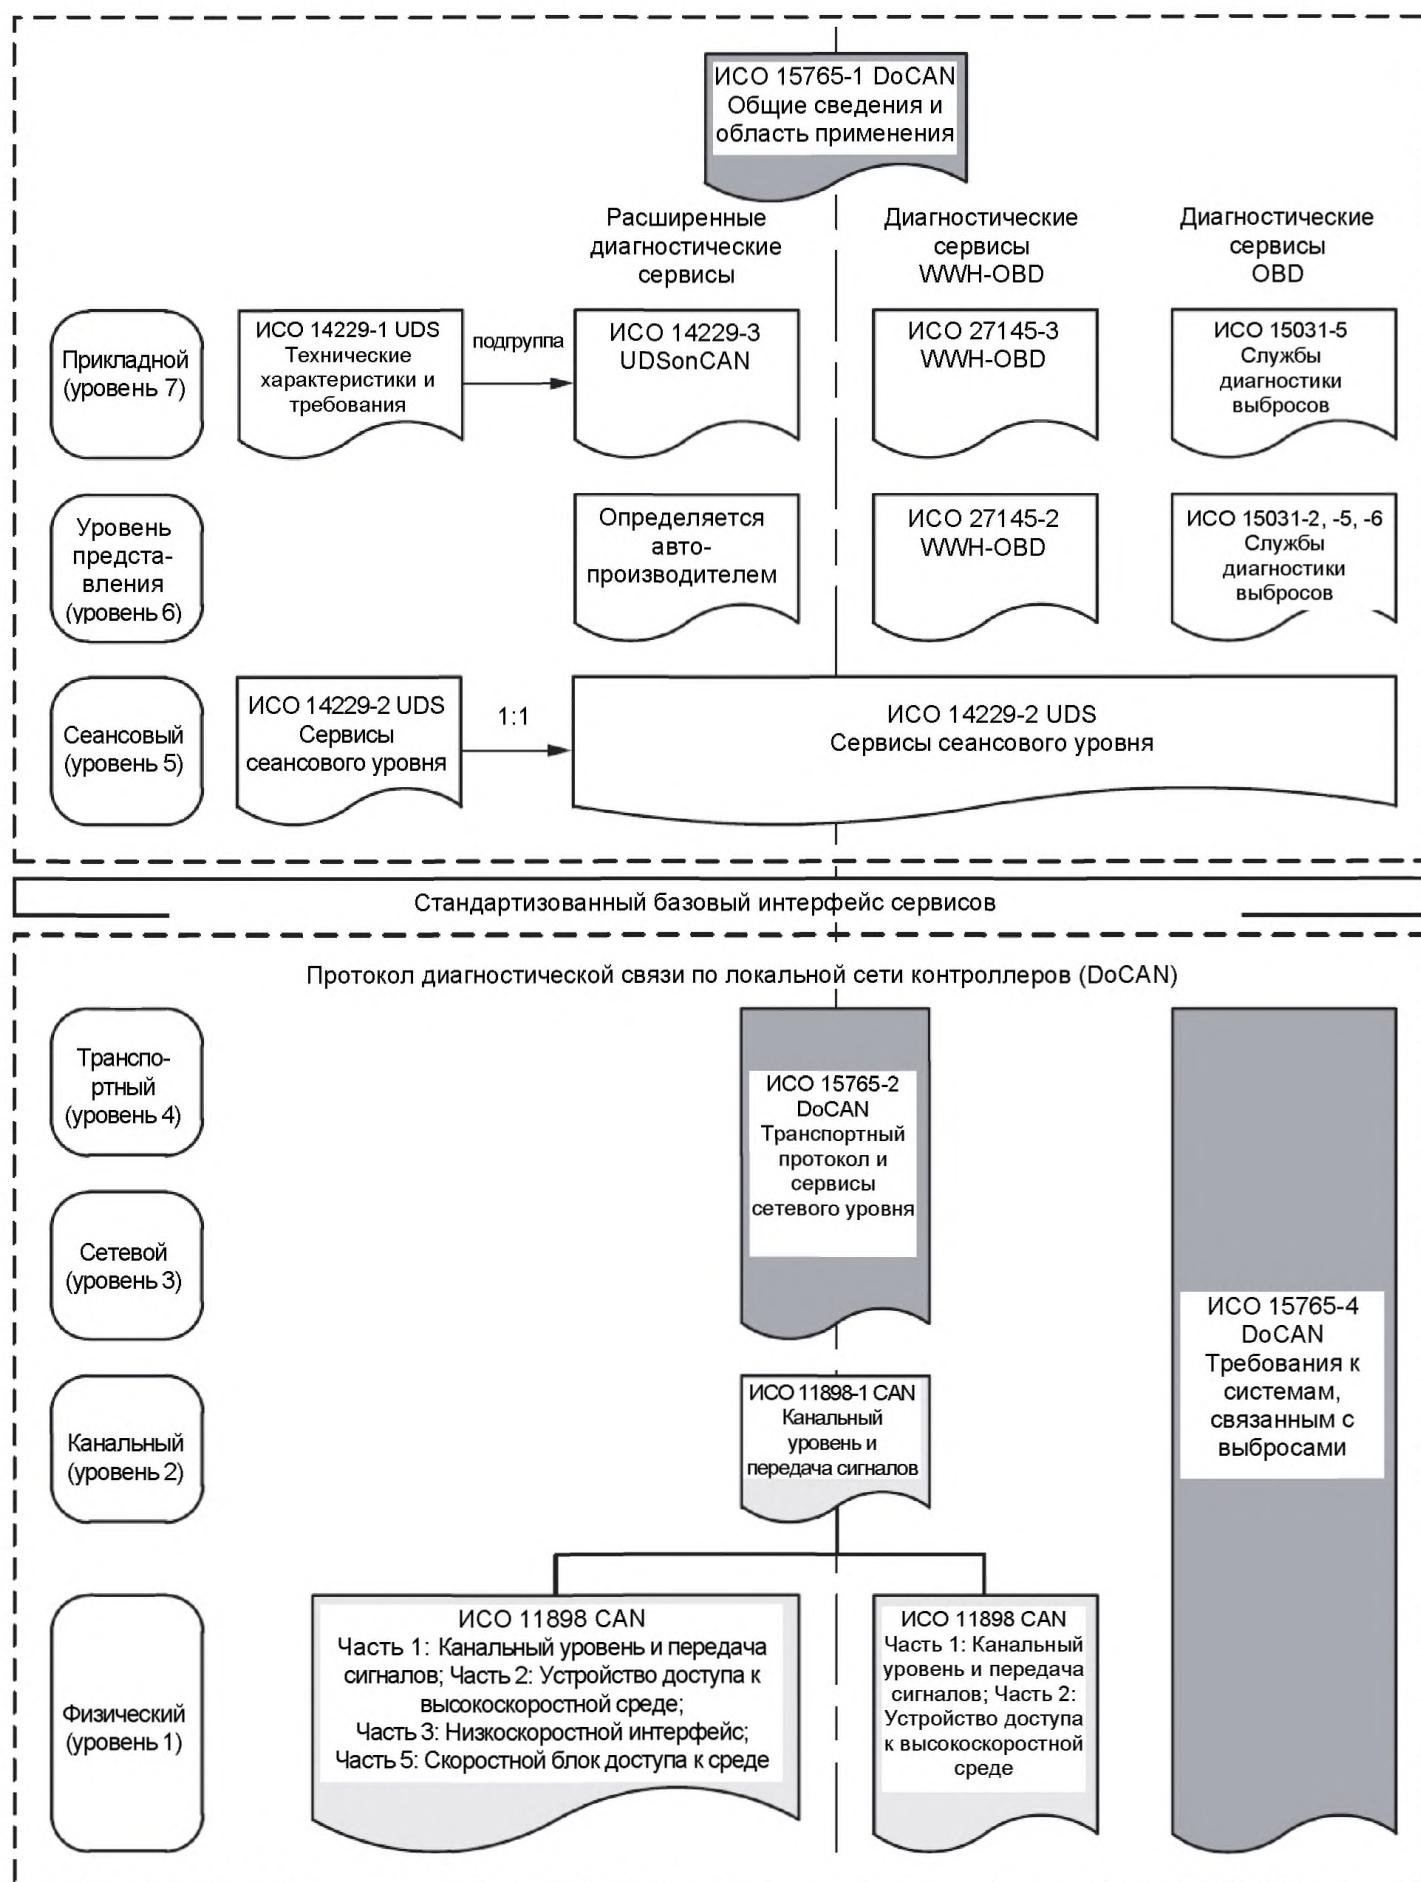 ИСО 15765-1 DoCAN
Общие сведения и
область применения
Расширенные
диагностические
сервисы
Диагностические
сервисы
WWH-OBD
Диагностические
сервисы
OBD
Прикладной
(уровень 7)
ИСО 14229-1 UDS
Технические
характеристики и
требования
подгруппа
ИСО 14229-3
UDSonCAN
ИСО 27145-3
WWH-OBD
ИСО 15031-5
Службы
диагностики
выбросов
Уровень
предста-
вления
(уровень 6)
Определяется
авто-
производителем
ИСО 27145-2
WWH-OBD
ИСО 15031-2, -5, -6
Службы
диагностики
выбросов
Сеансовый
(уровень 5)
ИСО 14229-2 UDS
Сервисы
сеансового уровня
1:1
ИСО 14229-2 UDS
Сервисы сеансового уровня
Стандартизованный базовый интерфейс сервисов
Протокол диагностической связи по локальной сети контроллеров (DoCAN)
Транспо-
ртный
(уровень 4)
ИСО 15765-2
DoCAN
Транспортный
протокол и
сервисы
сетевого уровня
Сетевой
(уровень 3)
ИСО 15765-4
DoCAN
Требования к
системам,
связанным с
выбросами
Канальный
(уровень 2)
ИСО 11898-1 CAN
Канальный
уровень и
передача сигналов
Физический
(уровень 1)
ИСО 11898 CAN
Часть 1: Канальный уровень и передача
сигналов; Часть 2: Устройство доступа к
высокоскоростной среде;
Часть 3: Низкоскоростной интерфейс;
Часть 5: Скоростной блок доступа к среде
ИСО 11898 CAN
Часть 1: Канальный
уровень и передача
сигналов; Часть 2:
Устройство доступа
к высокоскоростной
среде